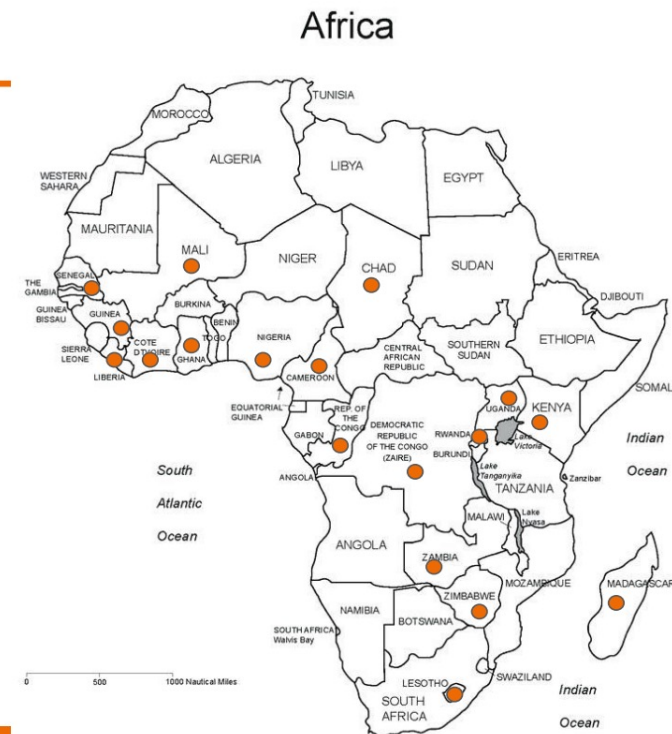 Africa
TUNISIA
MOROCCO
ALGERIA
LIBYA
EGYPT
WESTERN
SAHARA
MAURITANIA
MALI
NIGER
CHAD
SUDAN
ERITREA
SENEGAL
THE
GAMBIA
DJIBOUTI
GUINEA
BISSAU
GUINEA
BURKINA
BENIN
NIGERIA
TOGO
COTE
D'IVOIRE
GHANA
SIERRA
LEONE
LIBERIA
CENTRAL
AFRICAN
REPUBLIC
SOUTHERN
SUDAN
ETHIOPIA
CAMEROON
SOMAL
EQUATORIAL
GUINEA
REP. OF
THE
CONGO
GABON
DEMOCRATIC
REPUBLIC
OF THE CONGO
(ZAIRE)
UGANDA
KENYA
RWANDA
Lake
Victoria
BURUNDI
Indian
Ocean
Lake
Tanganyika
TANZANIA
Zanzibar
ANGOLA
South
Atlantic
Ocean
MALAWI
Lake
Nyasa
ANGOLA
ZAMBIA
MOZAMBIQUE
MADAGASCAR
ZIMBABWE
NAMIBIA
BOTSWANA
SOUTH AFRICA
Walvis Bay
SWAZILAND
LESOTHO
SOUTH
AFRICA
0 500 1000 Nautical Miles
Indian
Ocean